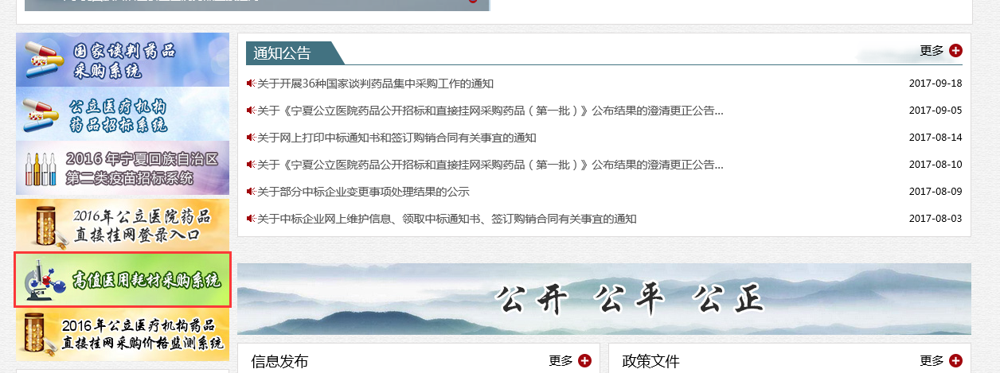 国家谈判药品
采购系统
公立医疗机构
药品招标系统
2016年宁夏回族自治区
第二类疫苗招标系统
2016年公立医院药品
直接挂网登录入口
高值医用耗材采购系统
2016年公立医疗机构药品
直接挂网采购价格监测系统
通知公告 更多
关于开展36种国家谈判药品集中采购工作的通知 2017-09-18
关于《宁夏公立医院药品公开招标和直接挂网采购药品（第一批）》公布结果的澄清更正公告... 2017-09-05
关于网上打印中标通知书和签订购销合同有关事宜的通知 2017-08-14
关于《宁夏公立医院药品公开招标和直接挂网采购药品（第一批）》公布结果的澄清更正公告... 2017-08-10
关于部分中标企业变更事项处理结果的公示 2017-08-09
关于中标企业网上维护信息、领取中标通知书、签订购销合同有关事宜的通知 2017-08-03
公开 公平 公正
信息发布 更多
政策文件 更多